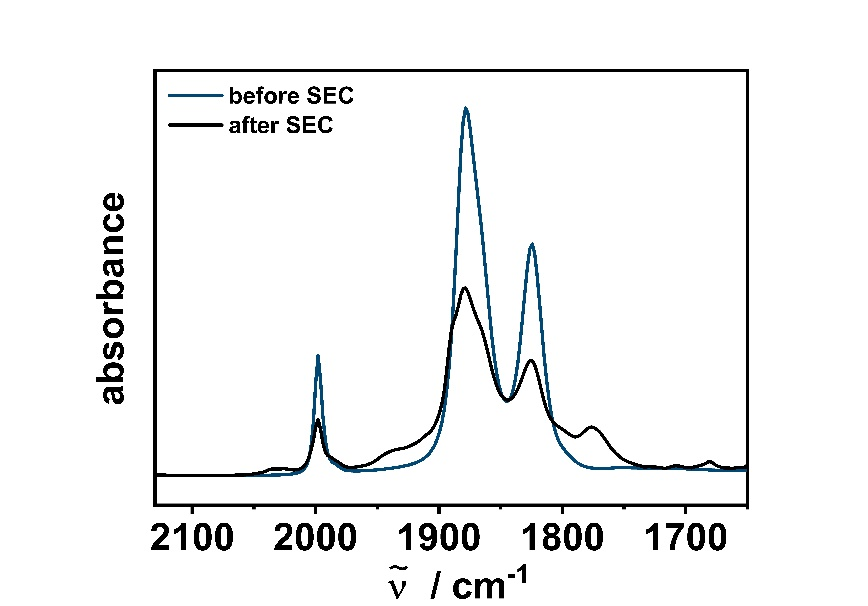 before SEC
after SEC
absorbance
2100 2000 1900 1800 1700
ν̃ / cm⁻¹